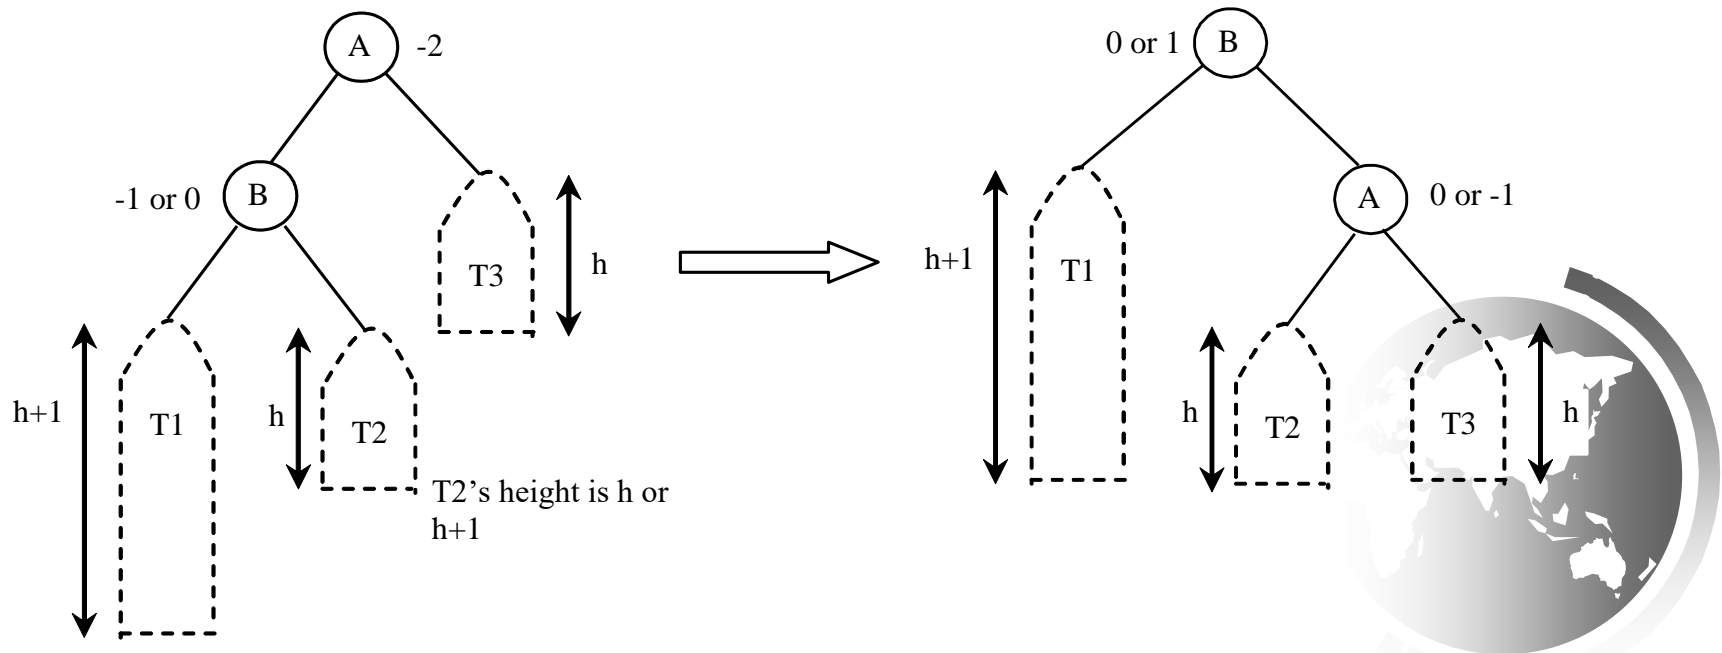 A -2
-1 or 0 B
T3
h
h+1
T1
h
T2
T2's height is h or
h+1
0 or 1 B
A 0 or -1
h+1
T1
h
T2
T3
h